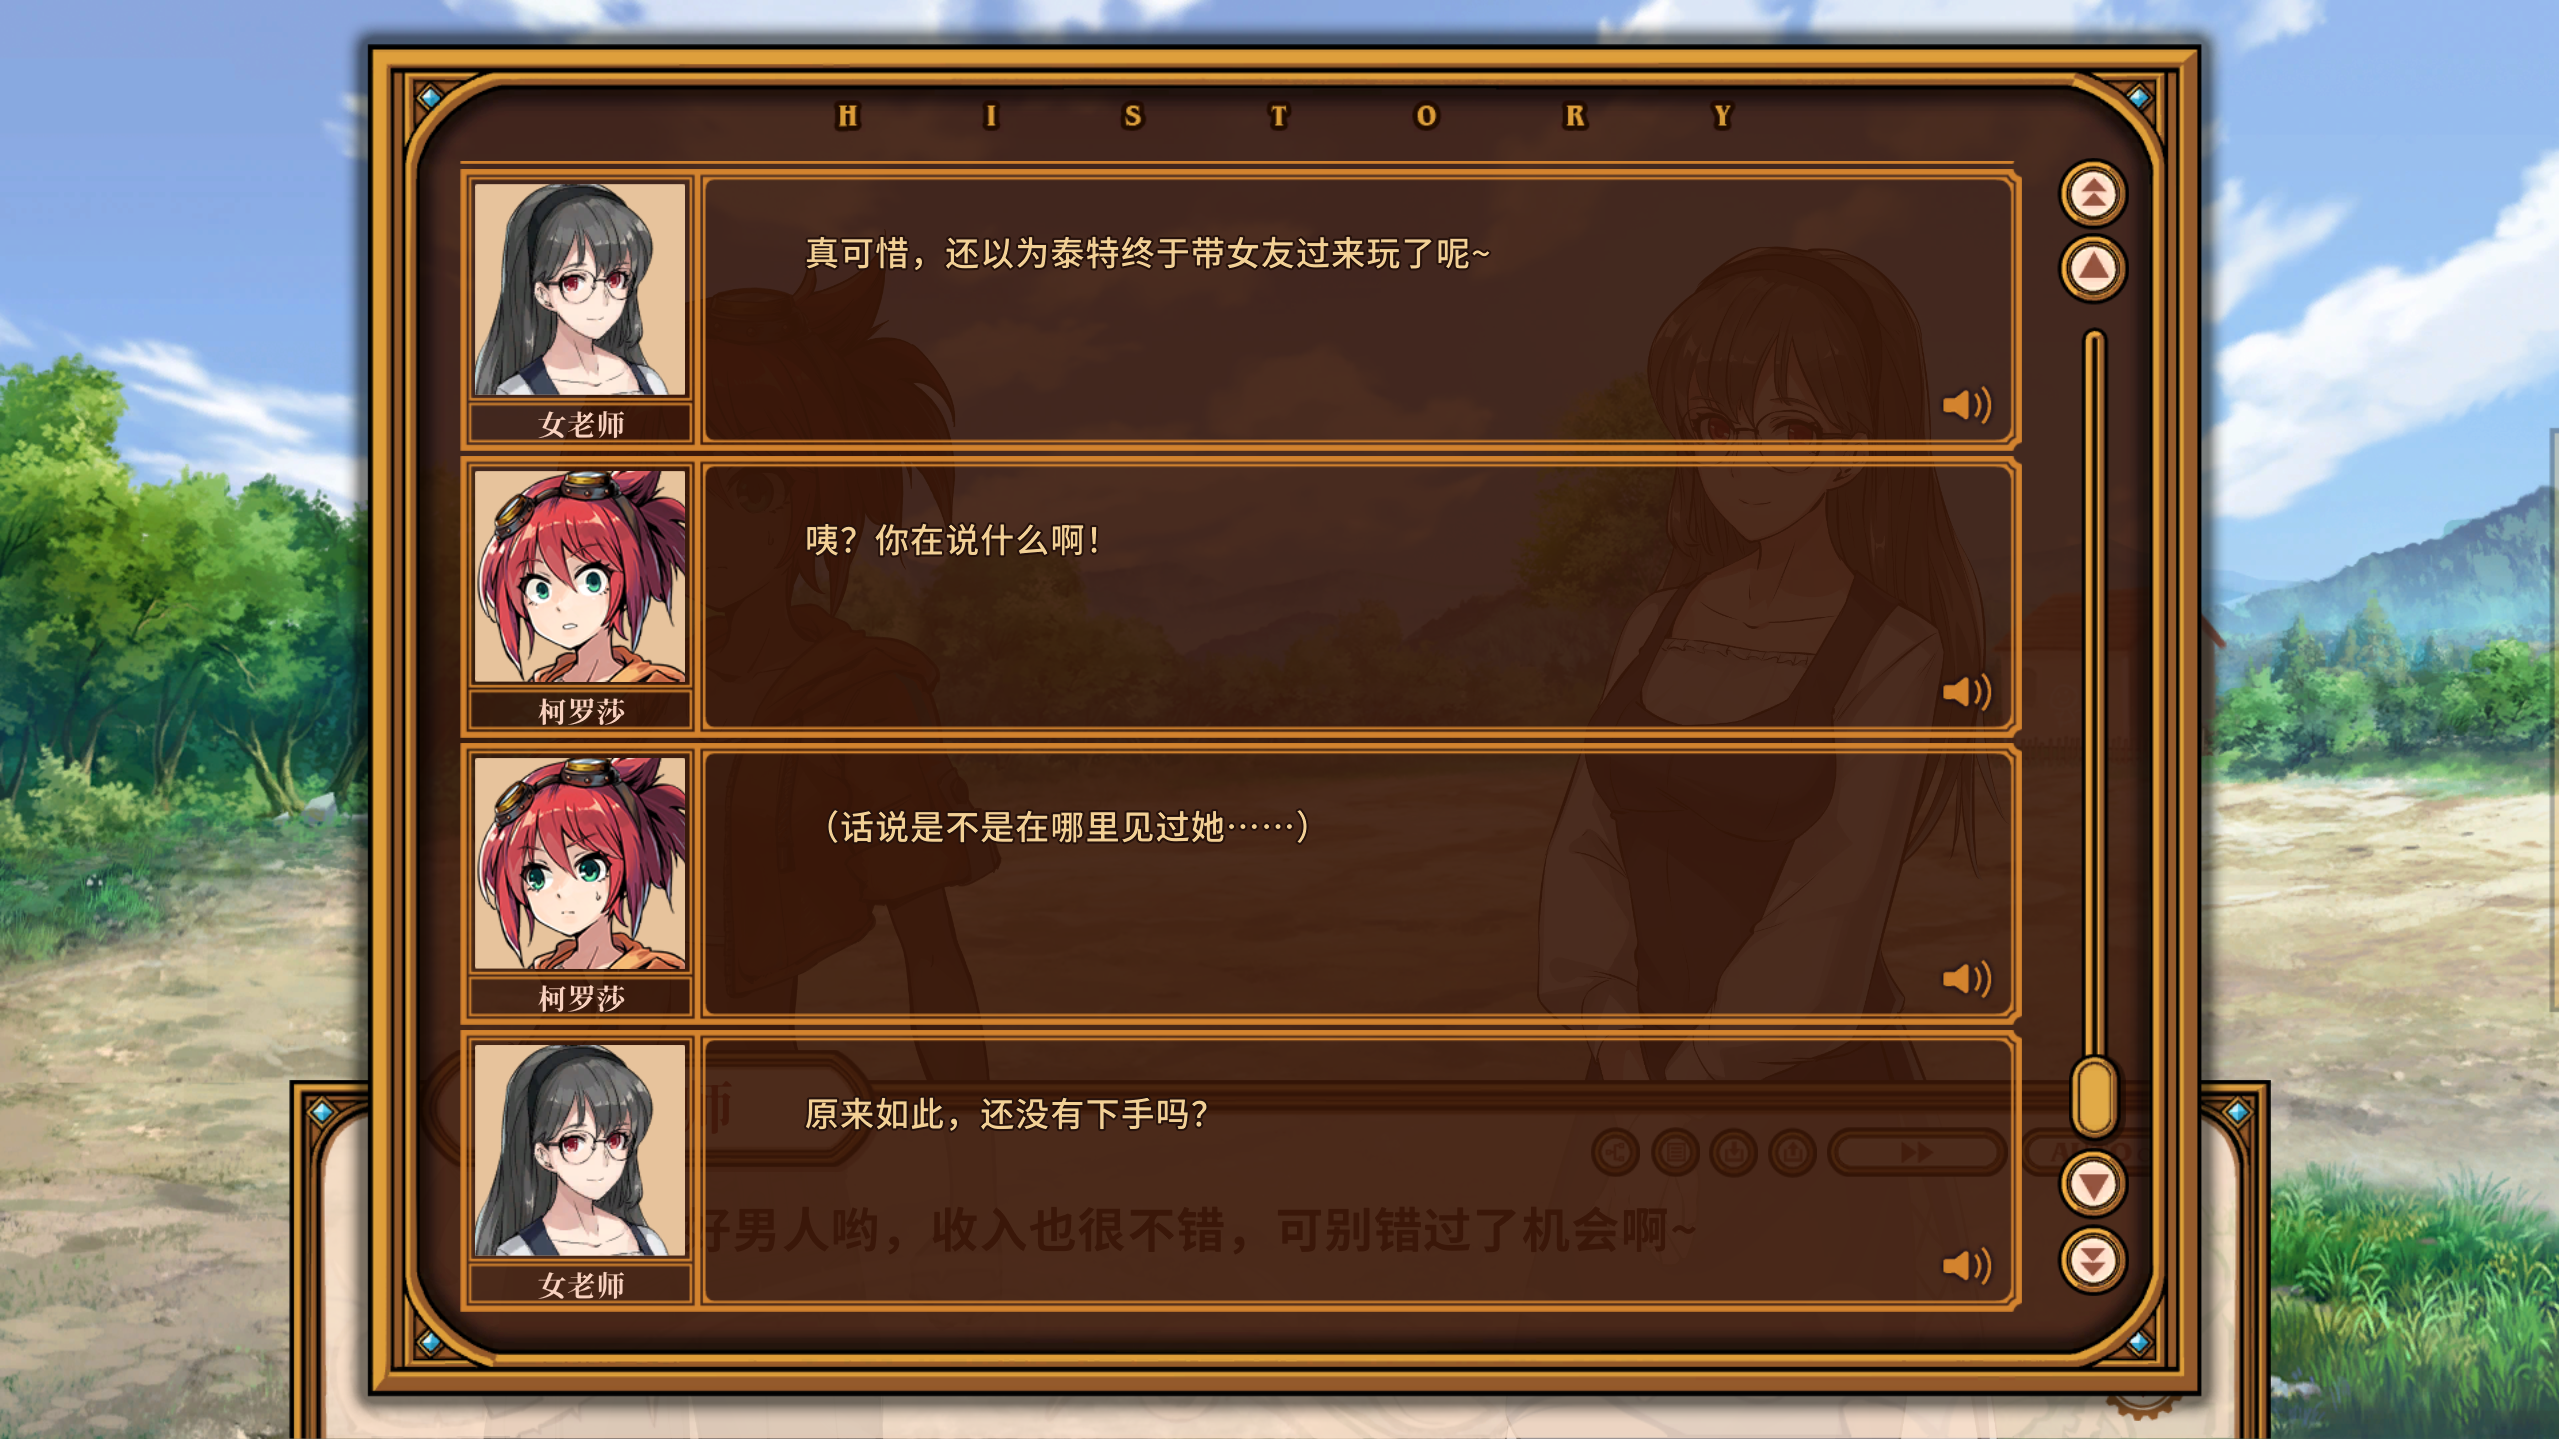 HISTORY
真可惜，还以为泰特终于带女友过来玩了呢~
女老师
咦？你在说什么啊！
柯罗莎
（话说是不是在哪里见过她……）
柯罗莎
原来如此，还没有下手吗？
师
好男人哟，收入也很不错，可别错过了机会啊~
女老师